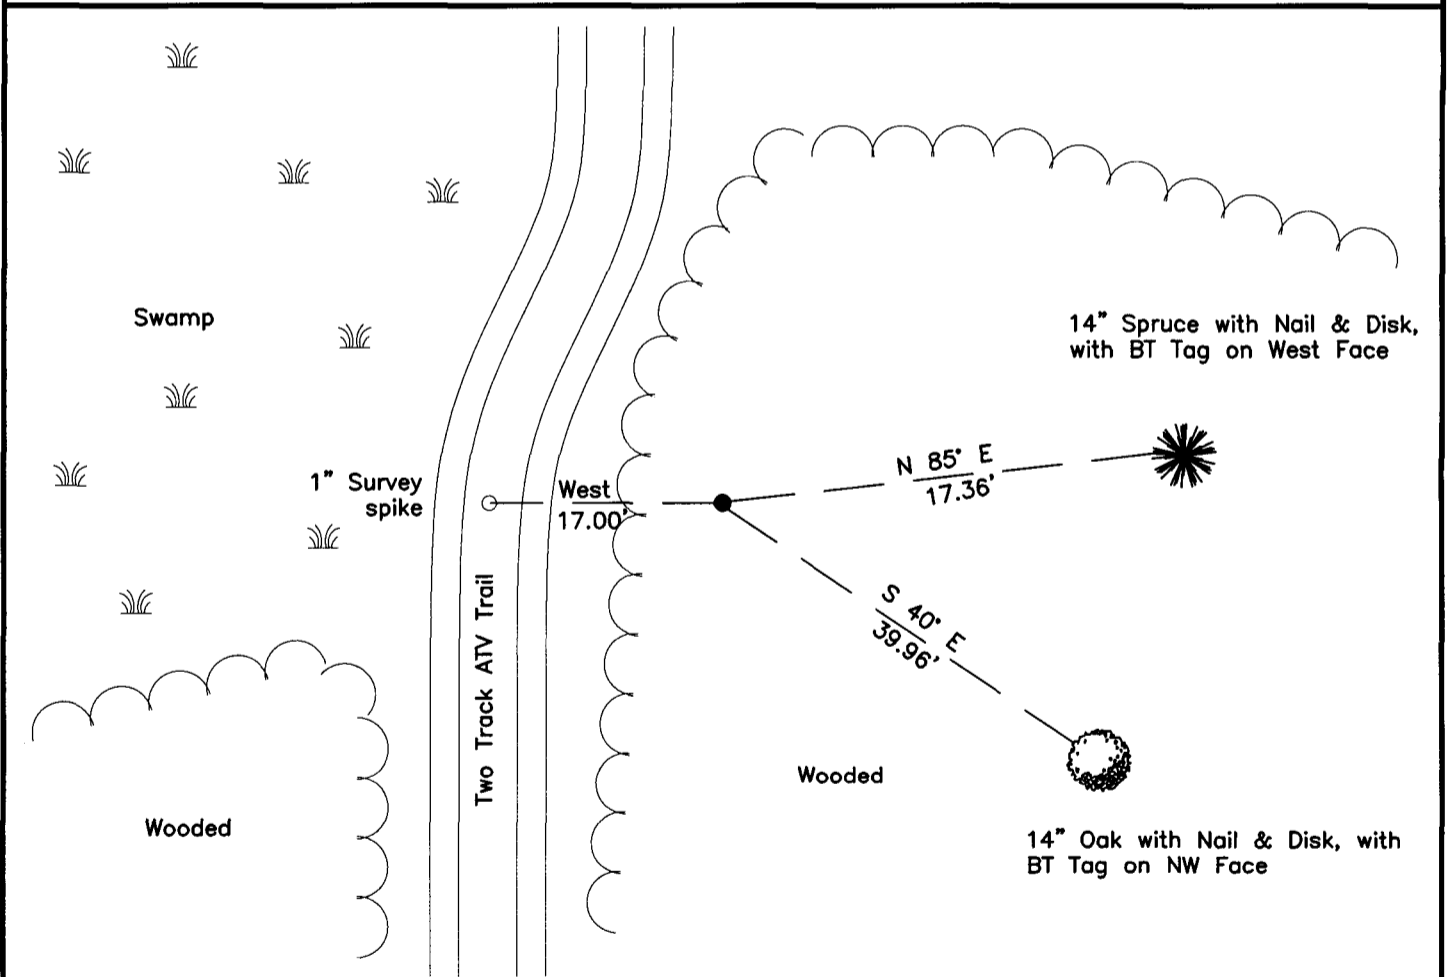 Swamp
14" Spruce with Nail & Disk,
with BT Tag on West Face
N 85° E
17.36'
1" Survey
spike
West
17.00'
S 40° E
39.96'
Two Track ATV Trail
Wooded
Wooded
14" Oak with Nail & Disk, with
BT Tag on NW Face